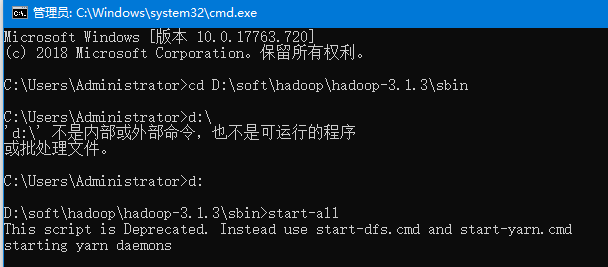 管理员: C:\Windows\system32\cmd.exe
Microsoft Windows [版本 10.0.17763.720]
(c) 2018 Microsoft Corporation。保留所有权利。
C:\Users\Administrator>cd D:\soft\hadoop\hadoop-3.1.3\sbin
C:\Users\Administrator>d:\
'd:\' 不是内部或外部命令，也不是可运行的程序
或批处理文件。
C:\Users\Administrator>d:
D:\soft\hadoop\hadoop-3.1.3\sbin>start-all
This script is Deprecated. Instead use start-dfs.cmd and start-yarn.cmd
starting yarn daemons